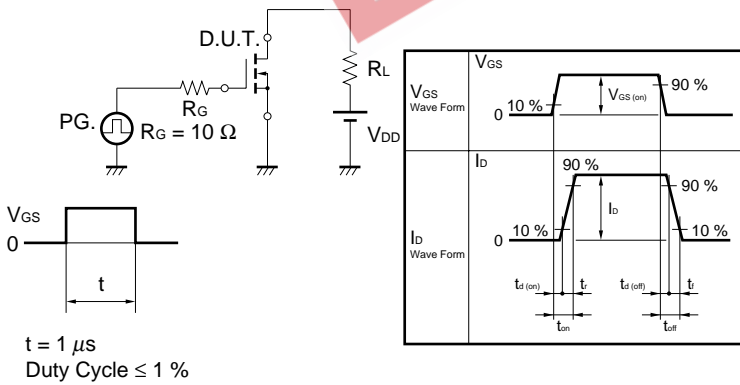 D.U.T.
RL
RG
PG.
RG = 10 Ω
VDD
VGS
0
t
t = 1 μs
Duty Cycle ≤ 1 %
VGS
Wave Form
VGS
10 %
0
VGS (on)
90 %
ID
Wave Form
ID
90 %
90 %
ID
10 %
0
10 %
td (on)
tr
td (off)
tf
ton
toff